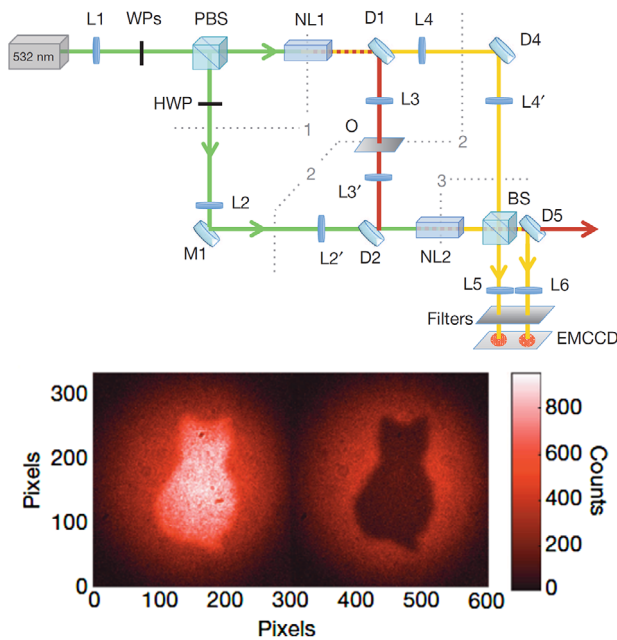 L1
WPs
PBS
NL1
D1
L4
D4
532 nm
HWP
L3
L4′
1
O
2
2
L3′
3
L2
BS
D5
M1
L2′
D2
NL2
L5
L6
Filters
EMCCD
300
200
100
0
Pixels
0
100
200
300
400
500
600
Pixels
800
600
400
200
0
Counts